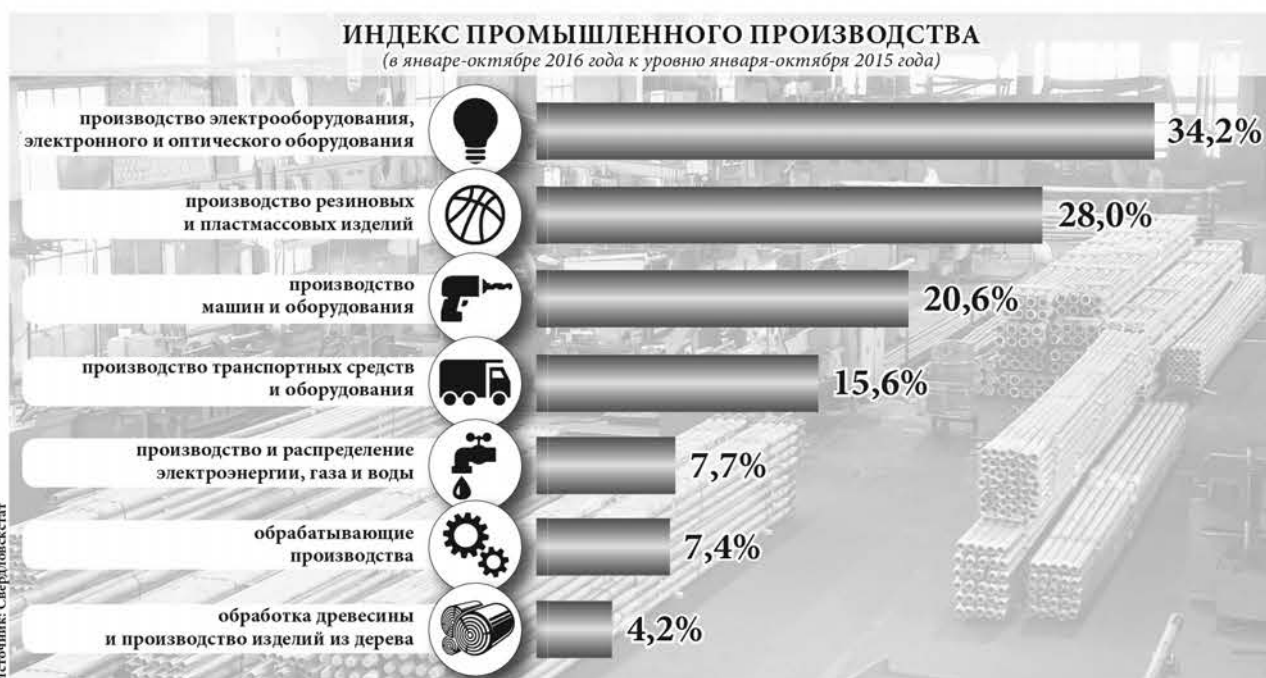 ИНДЕКС ПРОМЫШЛЕННОГО ПРОИЗВОДСТВА
(в январе-октябре 2016 года к уровню января-октября 2015 года)
производство электрооборудования,
электронного и оптического оборудования
34,2%
производство резиновых
и пластмассовых изделий
28,0%
производство
машин и оборудования
20,6%
производство транспортных средств
и оборудования
15,6%
производство и распределение
электроэнергии, газа и воды
7,7%
обрабатывающие
производства
7,4%
обработка древесины
и производство изделий из дерева
4,2%
Источник: Свердловскстат